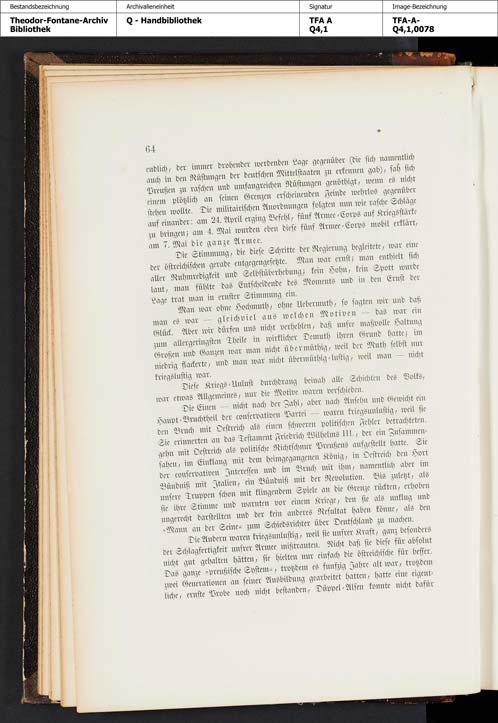 Bestandsbezeichnung
Archivalieneinheit
Signatur
Image-Bezeichnung
Theodor-Fontane-Archiv
Bibliothek
Q - Handbibliothek
TFA A
Q4,1
TFA-A-
Q4,1,0078
64
endlich, der immer drohender werdenden Lage gegenüber (die sich namentlich
auch in den Rüstungen der deutschen Mittelstaaten zu erkennen gab), sah sich
Preußen zu raschen und umfangreichen Rüstungen genöthigt, wenn es nicht
einem plötzlich an seinen Grenzen erscheinenden Feinde wehrlos gegenüber
stehen wollte. Die militairischen Anordnungen folgten nun wie rasche Schläge
auf einander: am 24. April erging Befehl, fünf Armee-Corps auf Kriegsstärke
zu bringen; am 4. Mai wurden eben diese fünf Armee-Corps mobil erklärt,
am 7. Mai die ganze Armee.
Die Stimmung, die diese Schritte der Regierung begleitete, war eine
der östreichischen gerade entgegengesetzte. Man war ernst; man enthielt sich
aller Ruhmredigkeit und Selbstüberhebung; kein Hohn, kein Spott wurde
laut, man fühlte das Entscheidende des Moments und in den Ernst der
Lage trat man in ernster Stimmung ein.
Man war ohne Hochmuth, ohne Uebermuth, so sagten wir und daß
man es war — gleichviel aus welchen Motiven — das war ein
Glück. Aber wir dürfen uns nicht verhehlen, daß unsre maßvolle Haltung
zum allergeringsten Theile in wirklicher Demuth ihren Grund hatte; im
Großen und Ganzen war man nicht übermüthig, weil der Muth selbst nur
niedrig flackerte, und man war nicht übermüthig-lustig, weil man — nicht
kriegslustig war.
Diese Kriegs-Unlust durchdrang beinah alle Schichten des Volks,
war etwas Allgemeines, nur die Motive waren verschieden.
Die Einen — nicht der Zahl, aber nach Ansehn und Gewicht ein
Haupt-Bruchtheil der conservativen Partei — waren kriegsunlustig, weil sie
den Bruch mit Oestreich als einen schweren politischen Fehler betrachteten.
Sie erinnerten an das Testament Friedrich Wilhelms III., der ein Zusammen-
gehn mit Oestreich als politische Richtschnur Preußens aufgestellt hatte. Sie
sahen, im Einklang mit dem heimgegangenen König, in Oestreich den Hort
der conservativen Interessen und im Bruch mit ihm, namentlich aber im
Bündniß mit Italien, ein Bündniß mit der Revolution. Bis zuletzt, als
unsre Truppen schon mit klingendem Spiele an die Grenze rückten, erhoben
sie ihre Stimme und warnten vor einem Kriege, den sie als unklug und
ungerecht darstellten und der kein anderes Resultat haben könne, als den
»Mann an der Seine« zum Schiedsrichter über Deutschland zu machen.
Die Andern waren kriegsunlustig, weil sie unsrer Kraft, ganz besonders
der Schlagfertigkeit unsrer Armee mißtrauten. Nicht daß sie diese für absolut
nicht gut gehalten hätten, sie hielten nur einfach die östreichische für besser.
Das ganze »preußische System«, trotzdem es funfzig Jahre alt war, trotzdem
zwei Generationen an seiner Ausbildung gearbeitet hatten, hatte eine eigent-
liche, ernste Probe noch nicht bestanden, Düppel-Alsen konnte nicht dafür